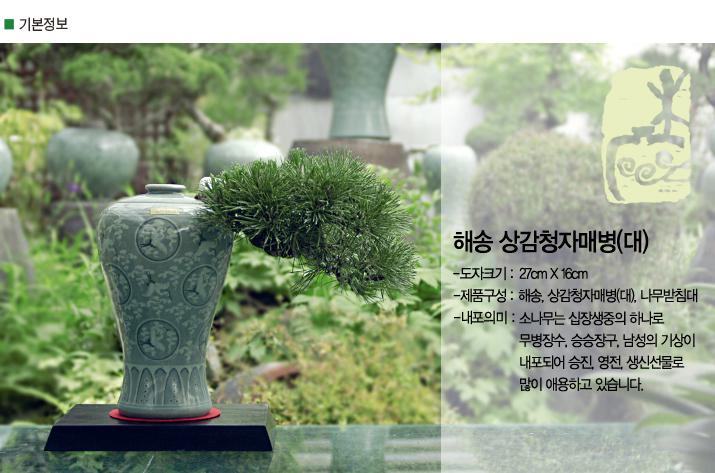 기본정보
해송 상감청자매병(대)
-도자크기 : 27cm X 16cm
-제품구성 : 해송, 상감청자매병(대), 나무받침대
-내포의미 : 소나무는 십장생중의 하나로
무병장수, 승승장구, 남성의 기상이
내포되어 승진, 영전, 생신선물로
많이 애용하고 있습니다.